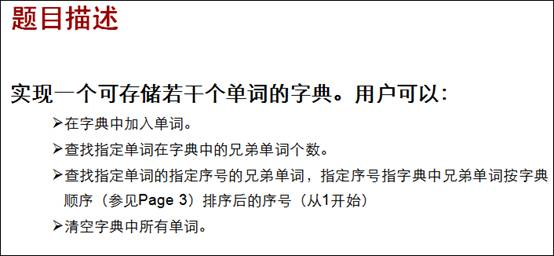 题目描述
实现一个可存储若干个单词的字典。用户可以：
➢在字典中加入单词。
➢查找指定单词在字典中的兄弟单词个数。
➢查找指定单词的指定序号的兄弟单词，指定序号指字典中兄弟单词按字典
顺序（参见Page 3）排序后的序号（从1开始）
➢清空字典中所有单词。